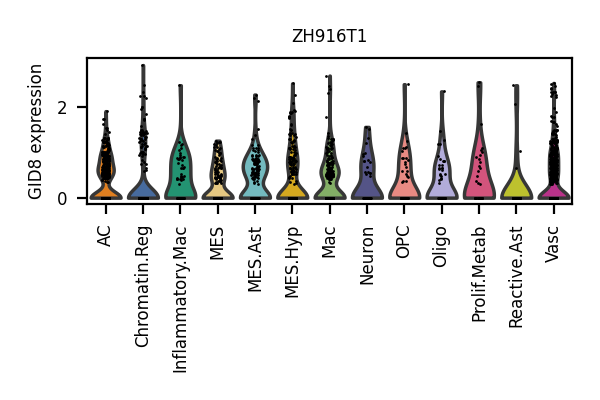 ZH916T1
GID8 expression
2
0
AC
Chromatin.Reg
Inflammatory.Mac
MES
MES.Ast
MES.Hyp
Mac
Neuron
OPC
Oligo
Prolif.Metab
Reactive.Ast
Vasc